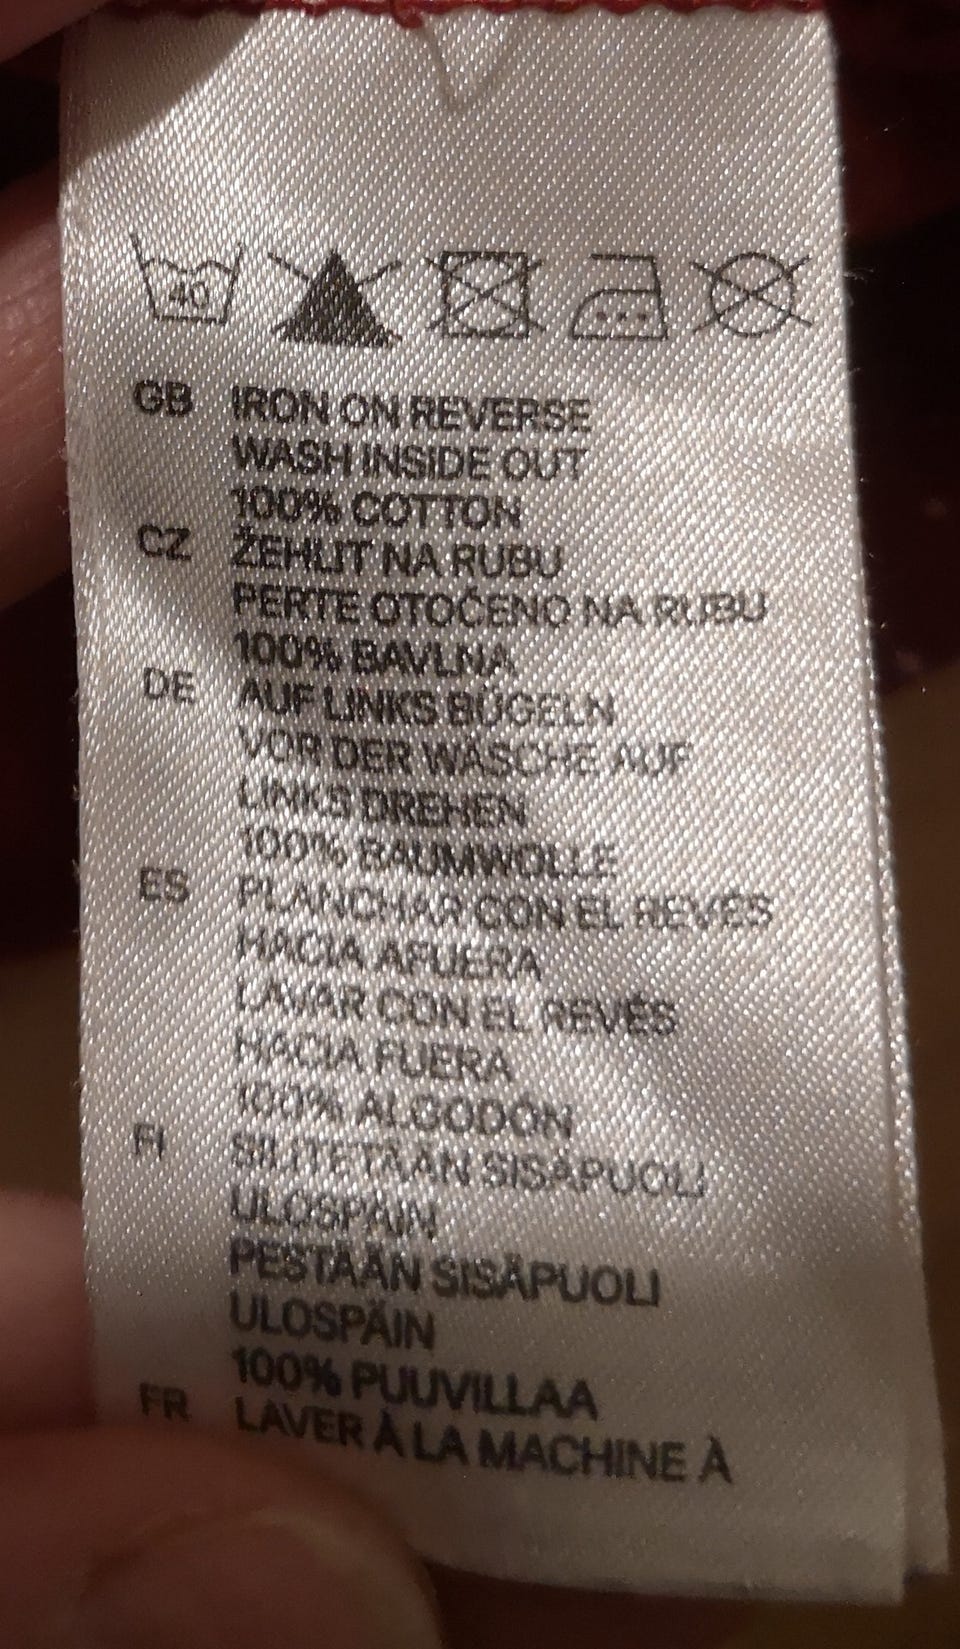 40
GB IRON ON REVERSE
WASH INSIDE OUT
100% COTTON
CZ ŽEHLIT NA RUBU
PERTE OTOČENO NA RUBU
100% BAVLNA
DE AUF LINKS BÜGELN
VOR DER WÄSCHE AUF
LINKS DREHEN
100% BAUMWOLLE
ES PLANCHAR CON EL REVÉS
HACIA AFUERA
LAVAR CON EL REVÉS
HACIA FUERA
100% ALGODÓN
FI SILITETÄÄN SISÄPUOLI
ULOSPÄIN
PESTÄÄN SISÄPUOLI
ULOSPÄIN
100% PUUVILLAA
FR LAVER À LA MACHINE À